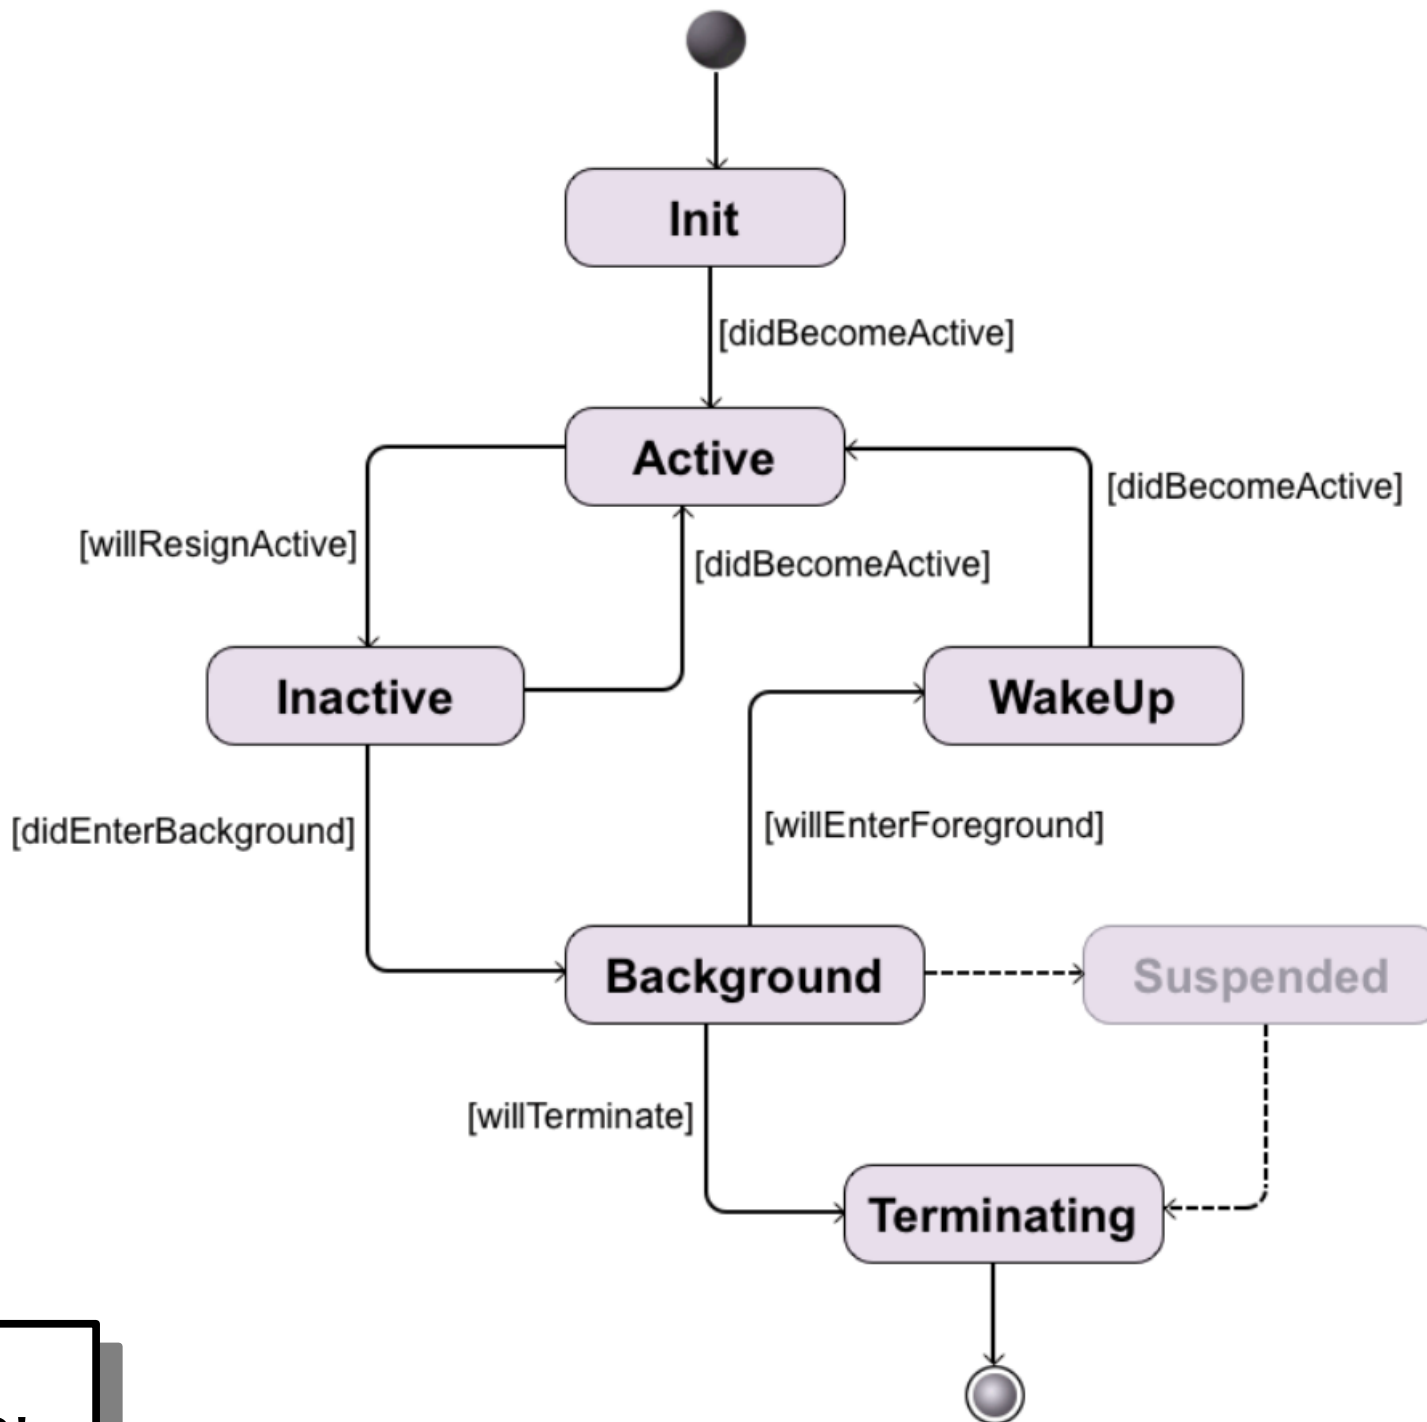 Init
[didBecomeActive]
Active
[didBecomeActive]
[willResignActive]
[didBecomeActive]
Inactive
WakeUp
[didEnterBackground]
[willEnterForeground]
Background
Suspended
[willTerminate]
Terminating